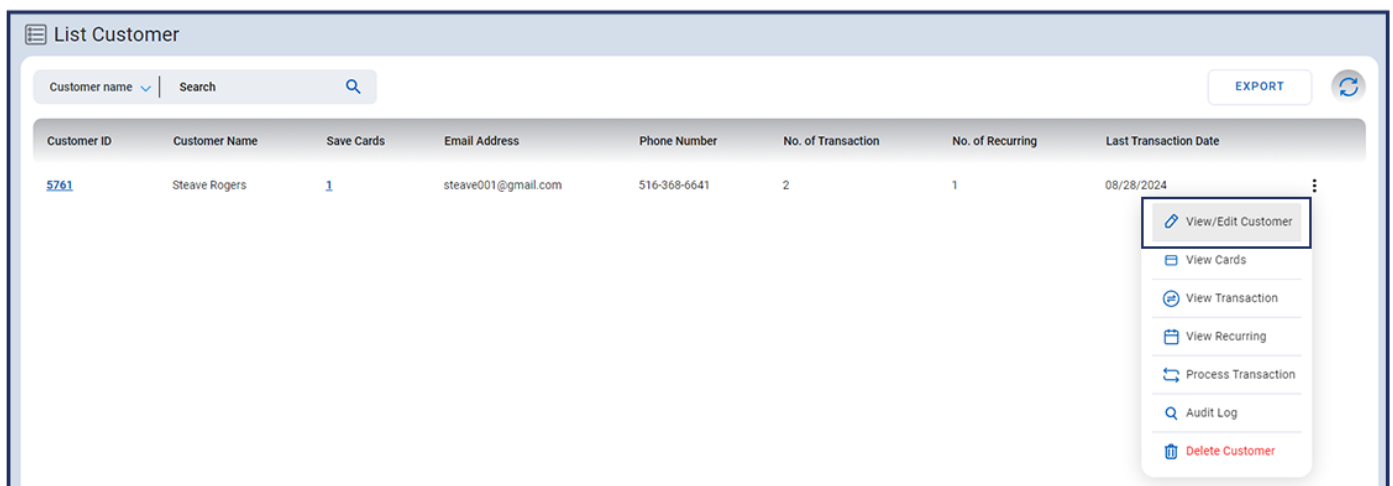 List Customer
Customer name Search EXPORT
Customer ID Customer Name Save Cards Email Address Phone Number No. of Transaction No. of Recurring Last Transaction Date
5761 Steave Rogers 1 steave001@gmail.com 516-368-6641 2 1 08/28/2024
View/Edit Customer
View Cards
View Transaction
View Recurring
Process Transaction
Audit Log
Delete Customer